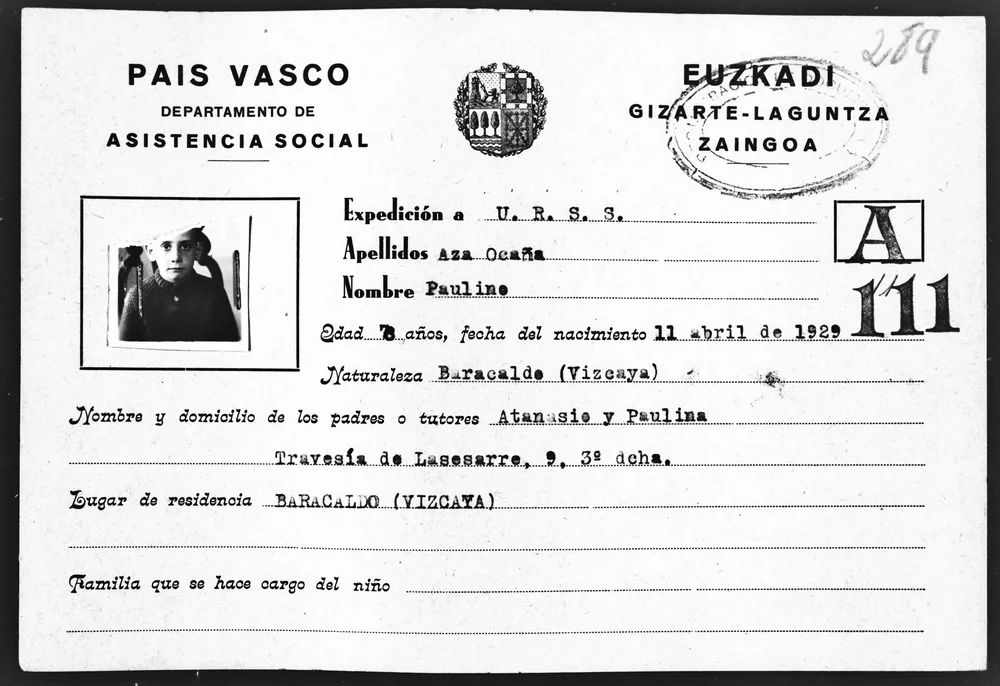 289
PAIS VASCO
DEPARTAMENTO DE
ASISTENCIA SOCIAL
EUZKADI
GIZARTE-LAGUNTZA
ZAINGOA
Expedición a U. R. S. S.
A
Apellidos Aza Ocaña
Nombre Paulino
111
Edad 8 años, fecha del nacimiento 11 abril de 1929
Naturaleza Baracaldo (Vizcaya)
Nombre y domicilio de los padres o tutores Atanasio y Paulina
Travesía de Lasesarre, 9, 3º dcha.
Lugar de residencia BARACALDO (VIZCAYA)
Familia que se hace cargo del niño